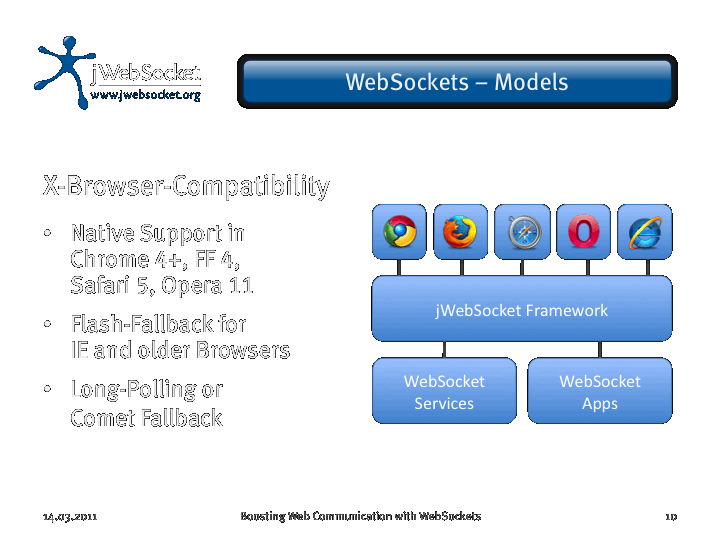 jWebSocket
www.jwebsocket.org
WebSockets – Models
X-Browser-Compatibility
• Native Support in
Chrome 4+, FF 4,
Safari 5, Opera 11
• Flash-Fallback for
IE and older Browsers
• Long-Polling or
Comet Fallback
jWebSocket Framework
WebSocket
Services
WebSocket
Apps
14.03.2011
Boosting Web Communication with WebSockets
10